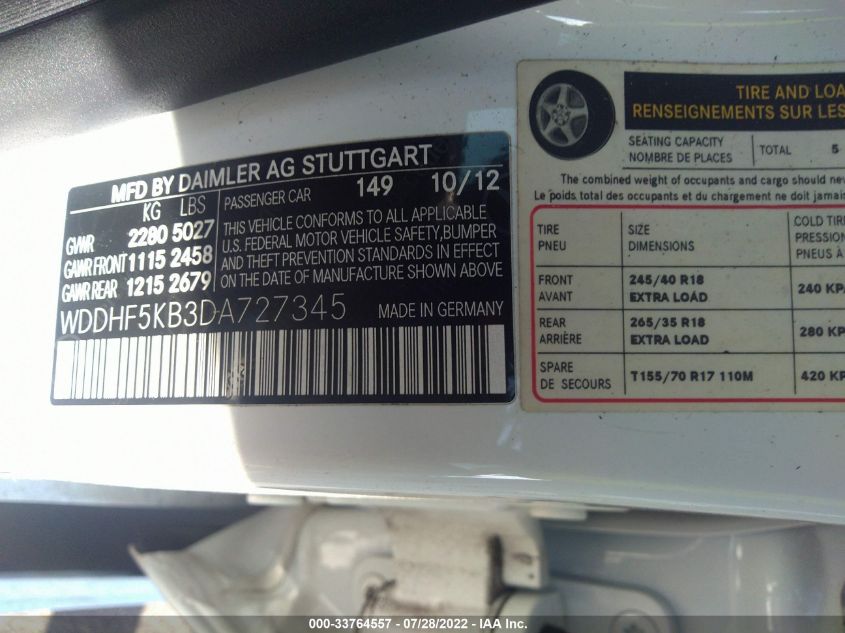 MFD BY DAIMLER AG STUTTGART
KG LBS
PASSENGER CAR 149 10/12
GVWR 2280 5027
GAWR FRONT 1115 2458
GAWR REAR 1215 2679
THIS VEHICLE CONFORMS TO ALL APPLICABLE
U.S. FEDERAL MOTOR VEHICLE SAFETY, BUMPER
AND THEFT PREVENTION STANDARDS IN EFFECT
ON THE DATE OF MANUFACTURE SHOWN ABOVE
WDDHF5KB3DA727345 MADE IN GERMANY
TIRE AND LOA
RENSEIGNEMENTS SUR LES
SEATING CAPACITY
NOMBRE DE PLACES
TOTAL 5
The combined weight of occupants and cargo should nev
Le poids total des occupants et du chargement ne doit jamai
TIRE
PNEU
SIZE
DIMENSIONS
COLD TIR
PRESSION
PNEUS À
FRONT
AVANT
245/40 R18
EXTRA LOAD
240 KP
REAR
ARRIÈRE
265/35 R18
EXTRA LOAD
280 KP
SPARE
DE SECOURS
T155/70 R17 110M
420 KP
000-33764557 - 07/28/2022 - IAA Inc.